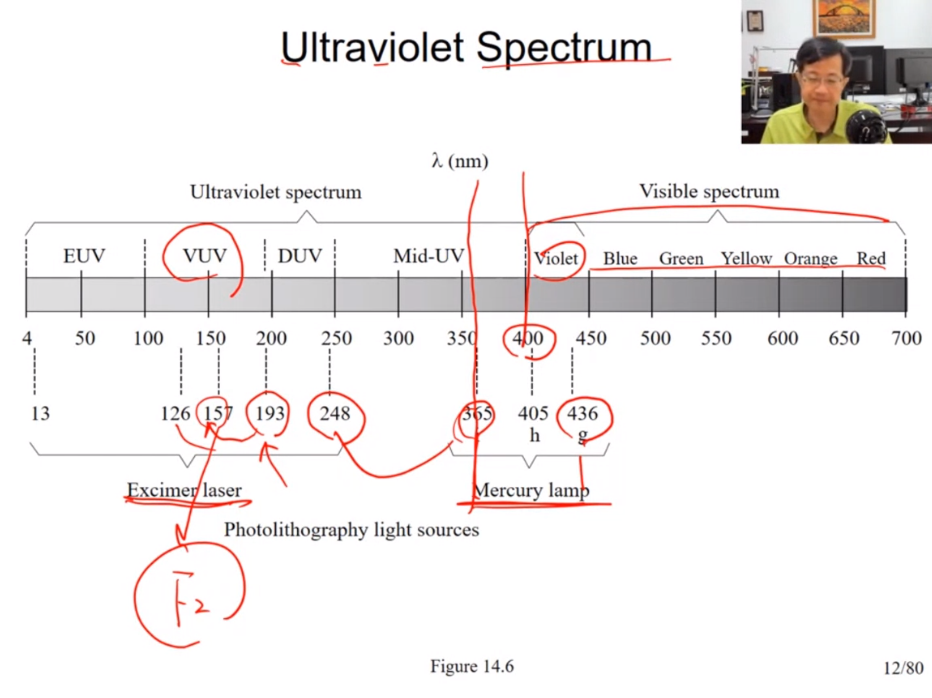 Ultraviolet Spectrum
λ (nm)
Ultraviolet spectrum Visible spectrum
EUV VUV DUV Mid-UV Violet Blue Green Yellow Orange Red
4 50 100 150 200 250 300 350 400 450 500 550 600 650 700
13 126 157 193 248 365 405 436
h g
Excimer laser Mercury lamp
Photolithography light sources
F2
Figure 14.6 12/80